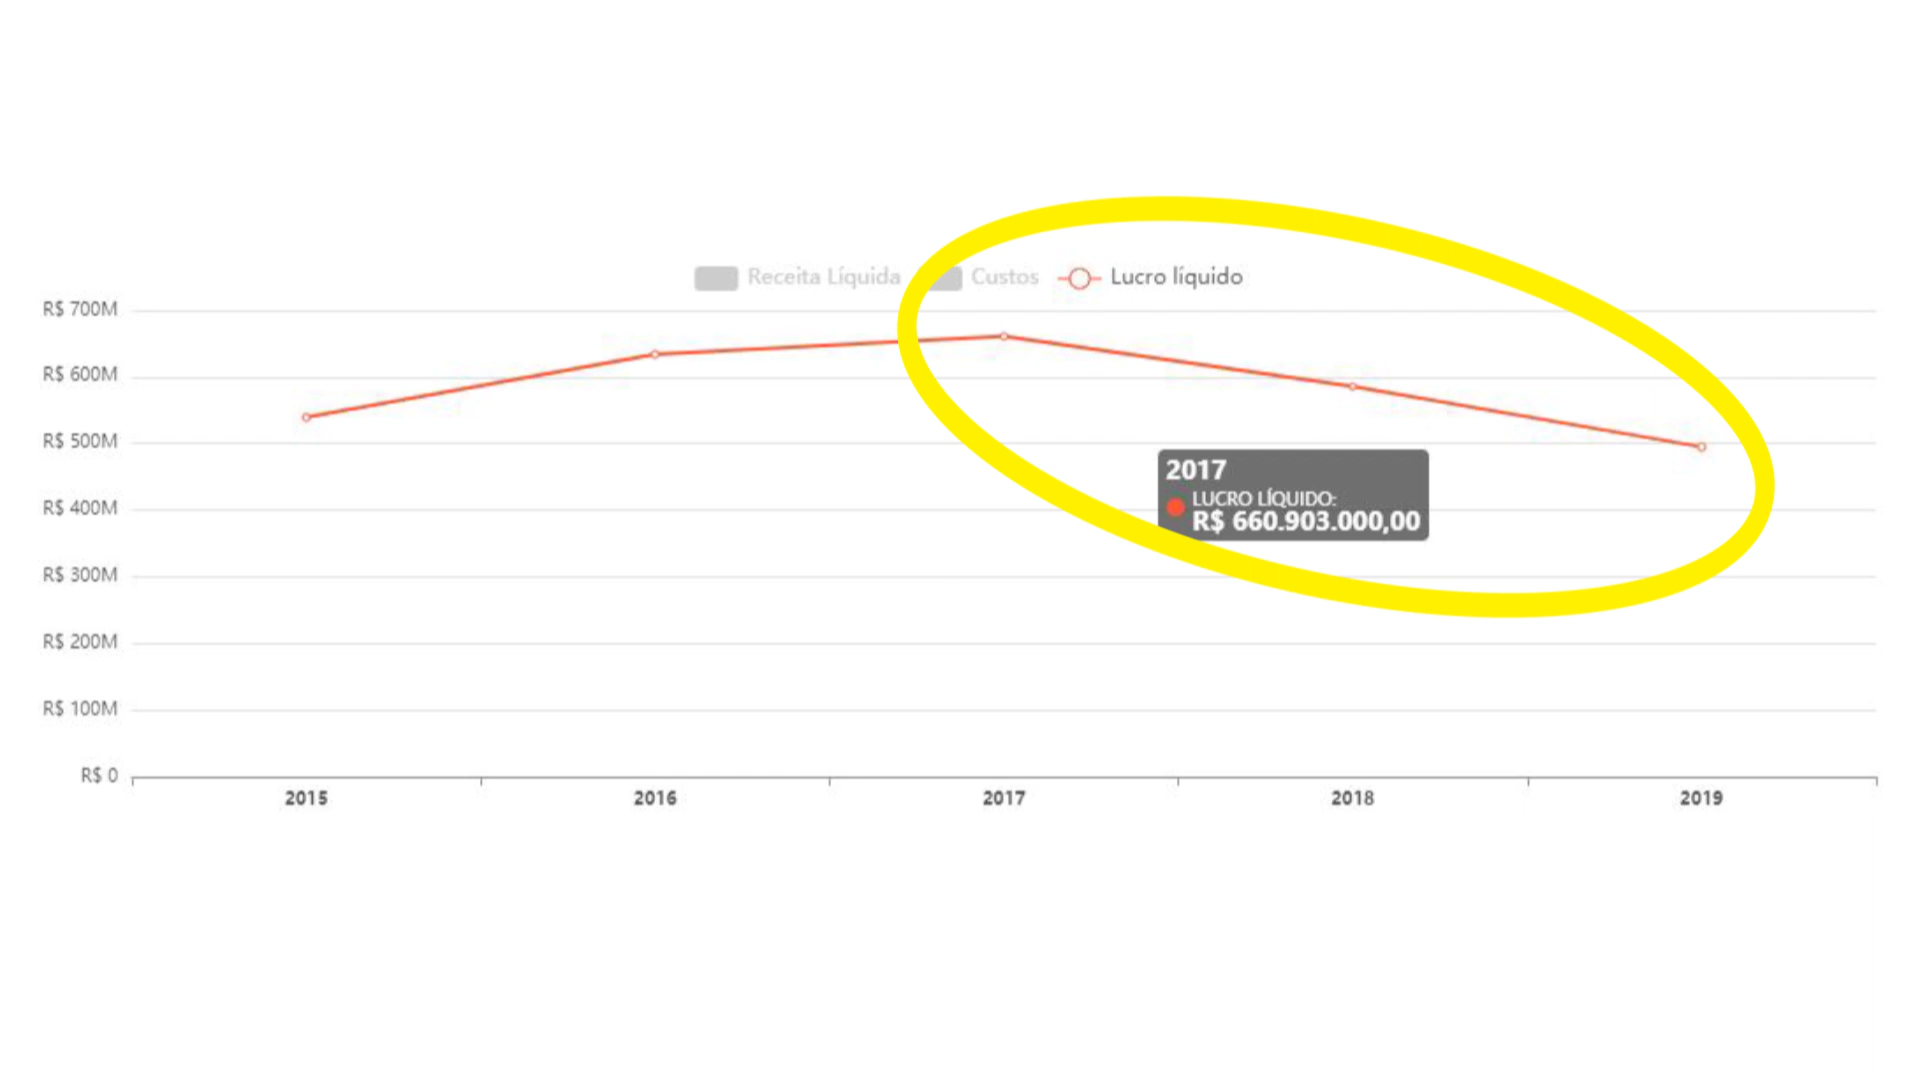 Receita Líquida Custos Lucro líquido
R$ 700M
R$ 600M
R$ 500M
R$ 400M
R$ 300M
R$ 200M
R$ 100M
R$ 0
2017
LUCRO LÍQUIDO:
R$ 660.903.000,00
2015 2016 2017 2018 2019